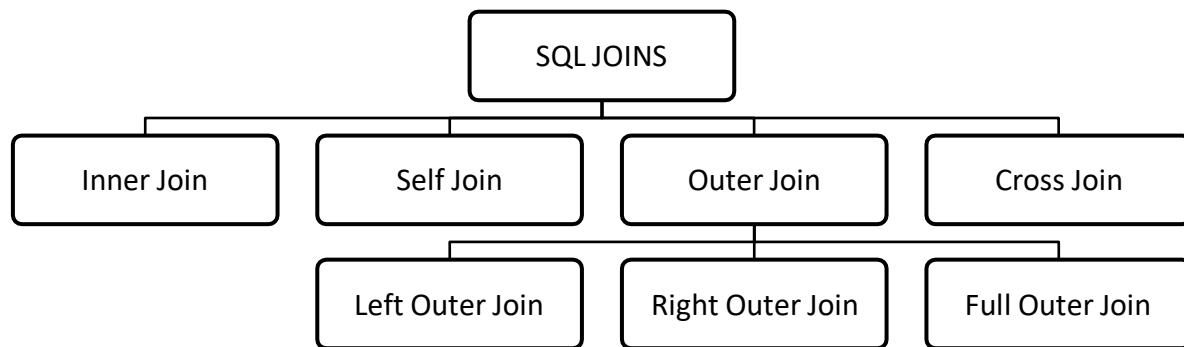 SQL JOINS
Inner Join
Self Join
Outer Join
Cross Join
Left Outer Join
Right Outer Join
Full Outer Join